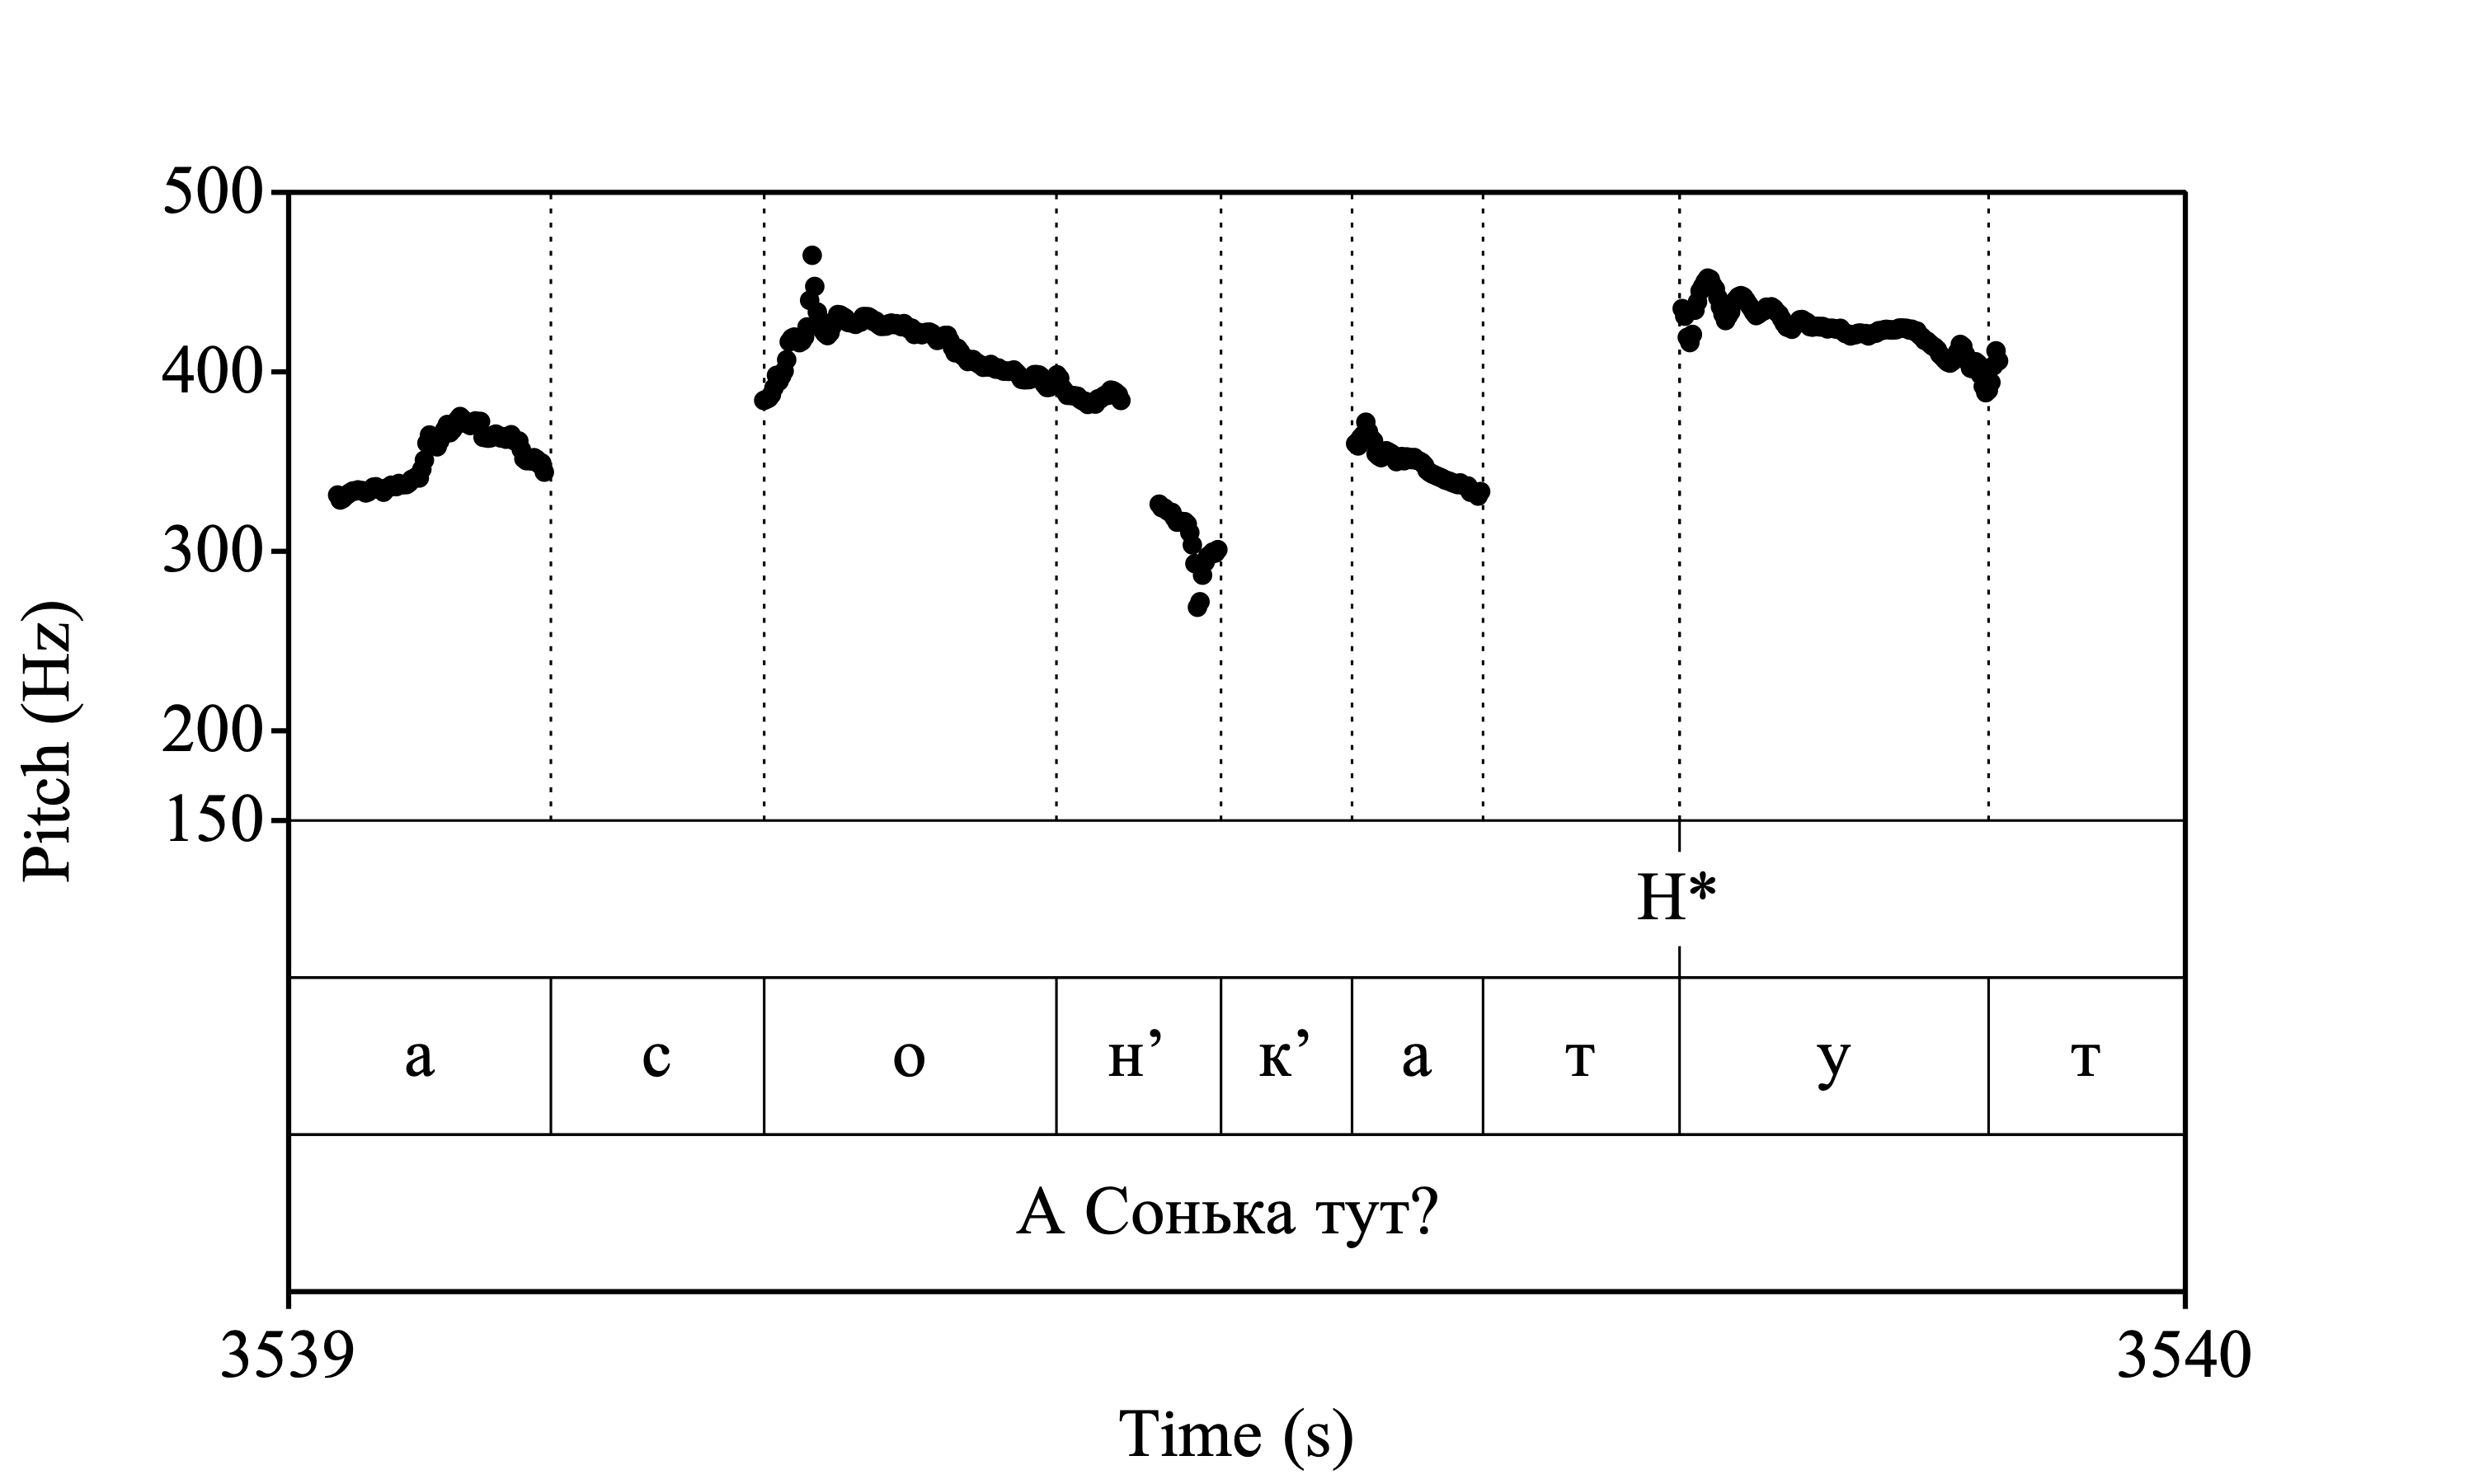 500
400
300
200
150
Pitch (Hz)
H*
а с о н’ к’ а т у т
А Сонька тут?
3539 3540
Time (s)